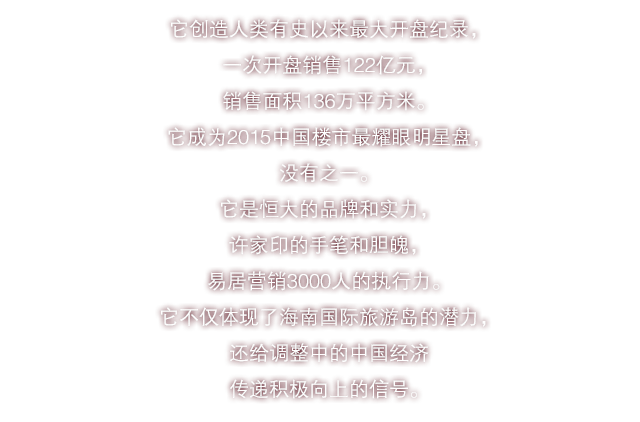 它创造人类有史以来最大开盘纪录，
一次开盘销售122亿元，
销售面积136万平方米。
它成为2015中国楼市最耀眼明星盘，
没有之一。
它是恒大的品牌和实力，
许家印的手笔和胆魄，
易居营销3000人的执行力。
它不仅体现了海南国际旅游岛的潜力，
还给调整中的中国经济
传递积极向上的信号。